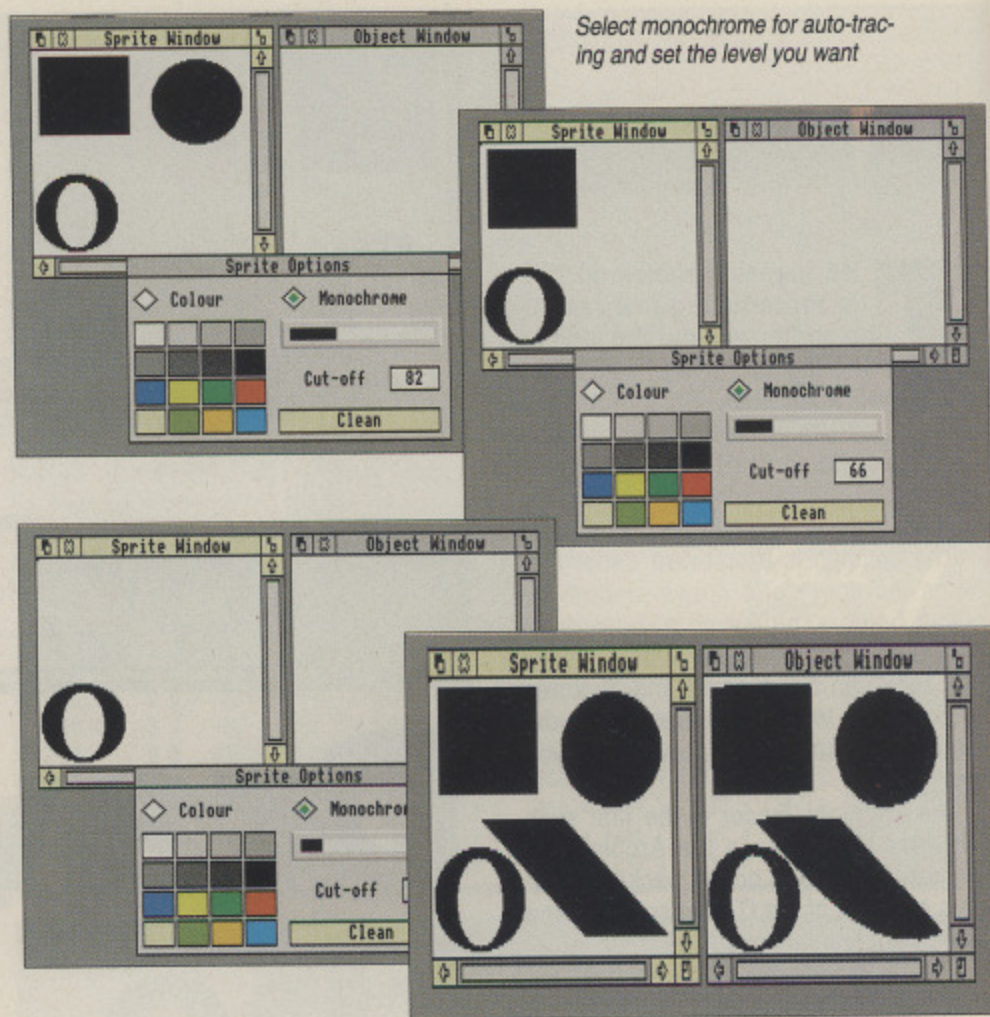 Select monochrome for auto-trac-
ing and set the level you want
Sprite Window
Object Window
Sprite Options
Colour
Monochrome
Cut-off 82
Clean
Sprite Window
Object Window
Sprite Options
Colour
Monochrome
Cut-off 66
Clean
Sprite Window
Object Window
Sprite Options
Colour
Cut-off
Clean
Sprite Window
Object Window